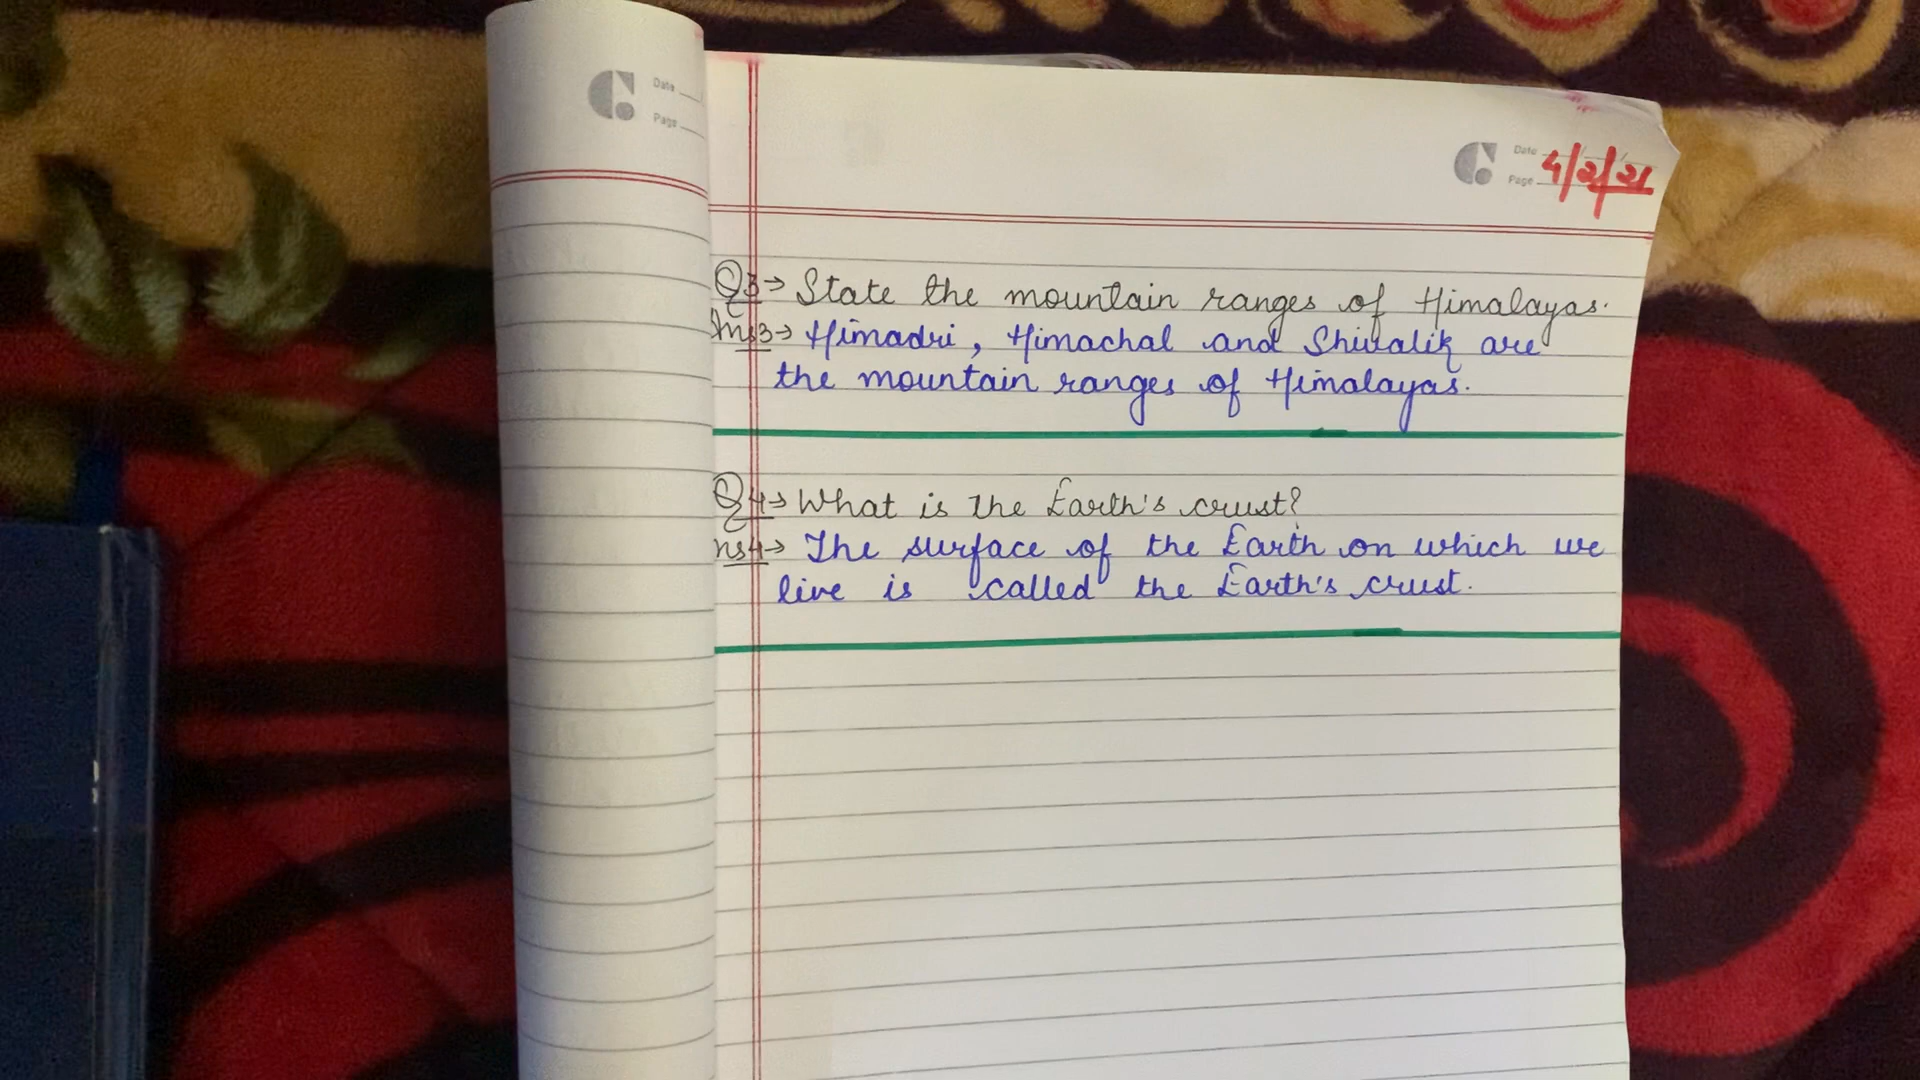 Date
Page
Date 4/2/21
Page
Q3→ State the mountain ranges of Himalayas.
Ans3→ Himadri, Himachal and Shivalik are
the mountain ranges of Himalayas.
Q4→ What is the Earth's crust?
ns4→ The surface of the Earth on which we
live is called the Earth's crust.